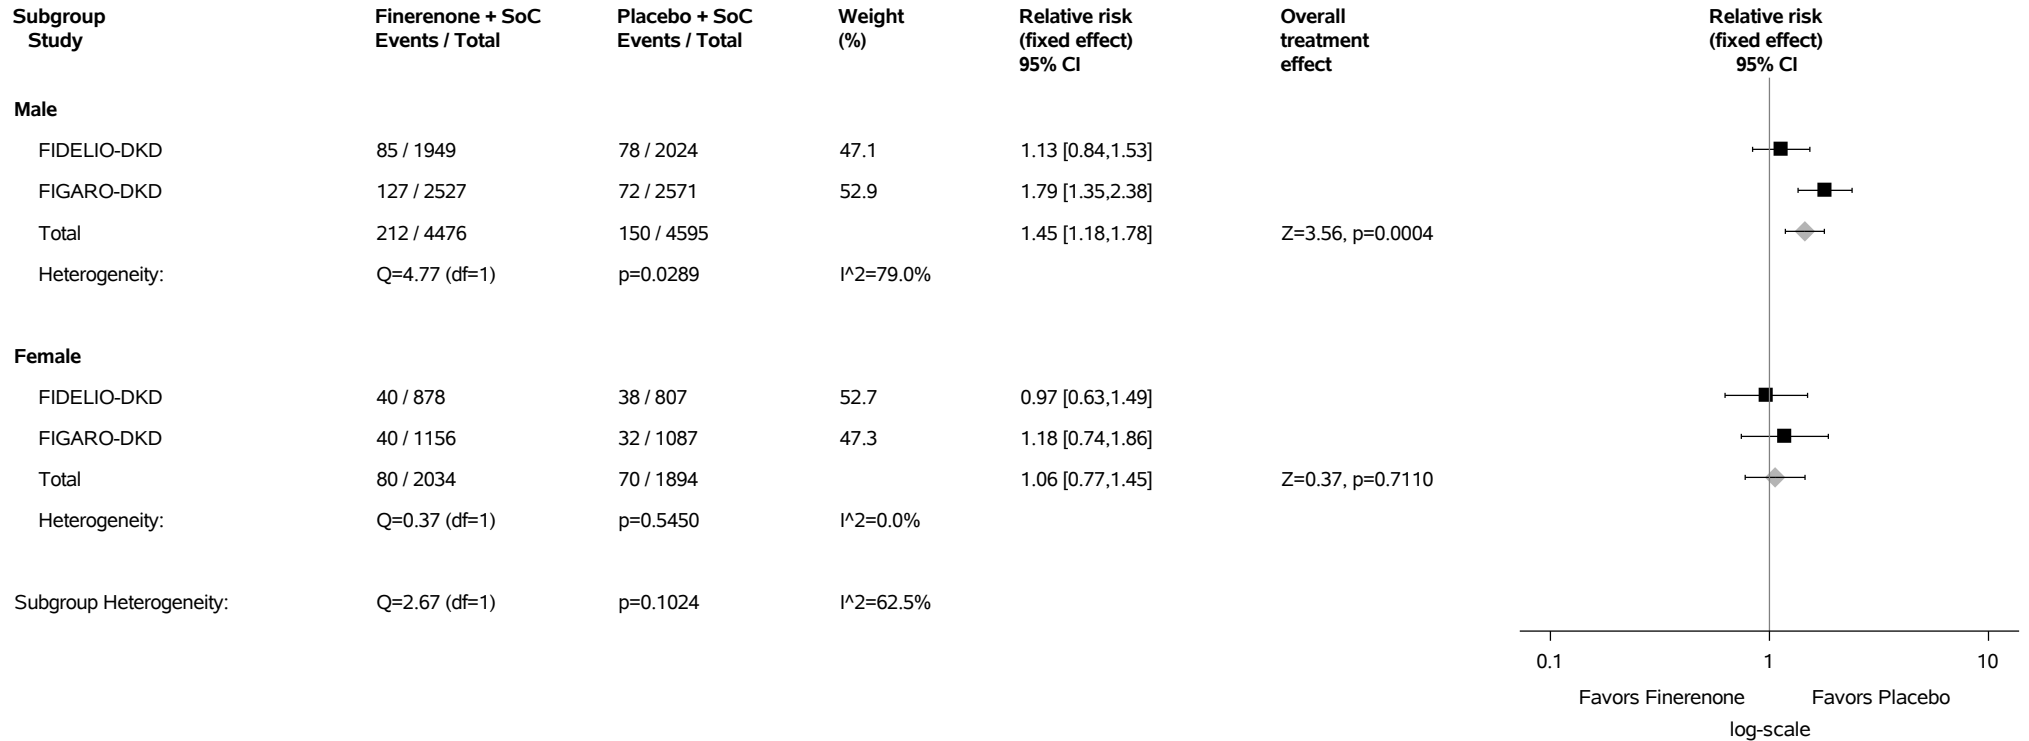 Subgroup Finerenone + SoC Placebo + SoC Weight Relative risk Overall Relative risk
Study Events / Total Events / Total (%) (fixed effect) treatment (fixed effect)
95% CI effect 95% CI
Male
FIDELIO-DKD 85 / 1949 78 / 2024 47.1 1.13 [0.84,1.53]
FIGARO-DKD 127 / 2527 72 / 2571 52.9 1.79 [1.35,2.38]
Total 212 / 4476 150 / 4595 1.45 [1.18,1.78] Z=3.56, p=0.0004
Heterogeneity: Q=4.77 (df=1) p=0.0289 I^2=79.0%
Female
FIDELIO-DKD 40 / 878 38 / 807 52.7 0.97 [0.63,1.49]
FIGARO-DKD 40 / 1156 32 / 1087 47.3 1.18 [0.74,1.86]
Total 80 / 2034 70 / 1894 1.06 [0.77,1.45] Z=0.37, p=0.7110
Heterogeneity: Q=0.37 (df=1) p=0.5450 I^2=0.0%
Subgroup Heterogeneity: Q=2.67 (df=1) p=0.1024 I^2=62.5%
0.1 1 10
Favors Finerenone Favors Placebo
log-scale